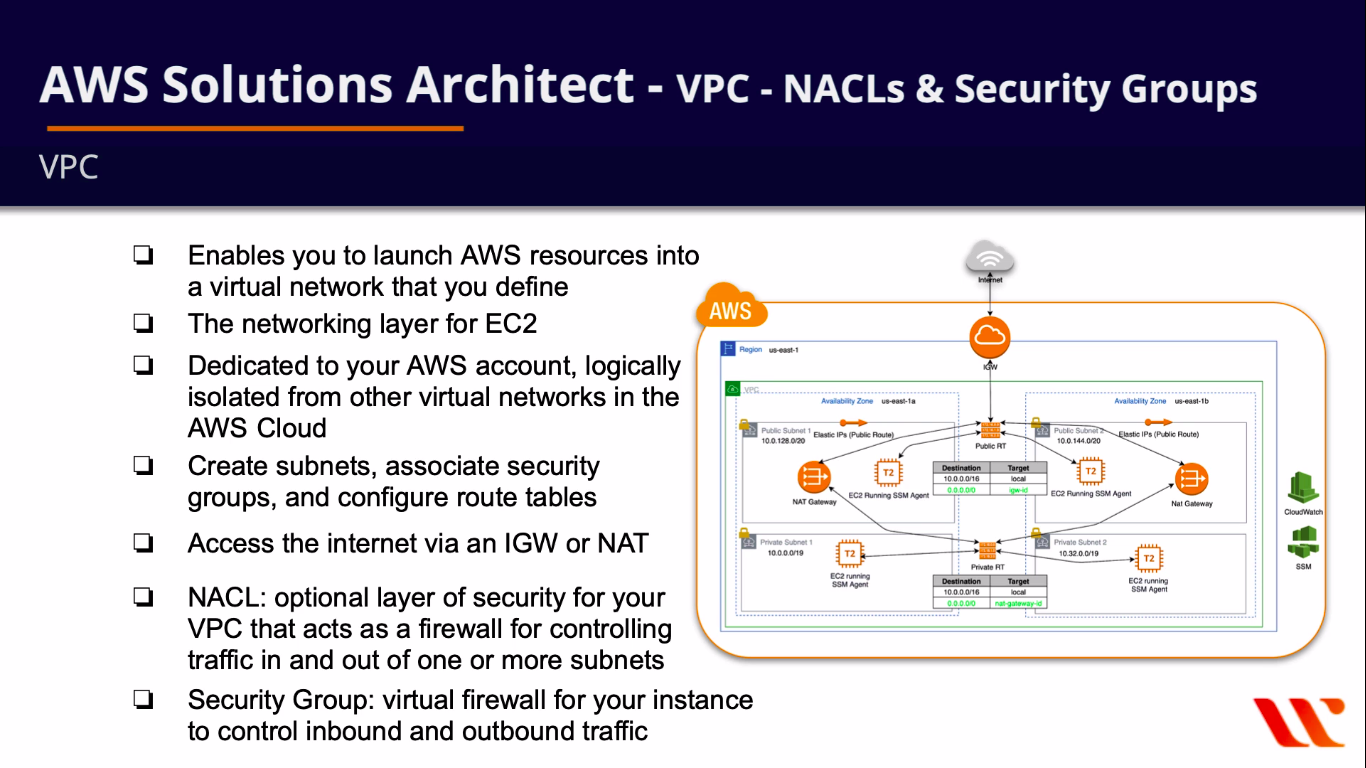 AWS Solutions Architect - VPC - NACLs & Security Groups
VPC
❏ Enables you to launch AWS resources into
a virtual network that you define
❏ The networking layer for EC2
❏ Dedicated to your AWS account, logically
isolated from other virtual networks in the
AWS Cloud
❏ Create subnets, associate security
groups, and configure route tables
❏ Access the internet via an IGW or NAT
❏ NACL: optional layer of security for your
VPC that acts as a firewall for controlling
traffic in and out of one or more subnets
❏ Security Group: virtual firewall for your instance
to control inbound and outbound traffic
Internet
AWS
IGW
Region us-east-1
VPC
Availability Zone us-east-1a
Availability Zone us-east-1b
Public Subnet 1
10.0.128.0/20
Elastic IPs (Public Route)
Public RT
Public Subnet 2
10.0.144.0/20
Elastic IPs (Public Route)
T2
T2
NAT Gateway
EC2 Running SSM Agent
Destination Target
10.0.0.0/16 local
0.0.0.0/0 igw-id
EC2 Running SSM Agent
Nat Gateway
Private Subnet 1
10.0.0.0/19
T2
EC2 running
SSM Agent
Private RT
Destination Target
10.0.0.0/16 local
0.0.0.0/0 nat-gateway-id
Private Subnet 2
10.32.0.0/19
T2
EC2 running
SSM Agent
CloudWatch
SSM